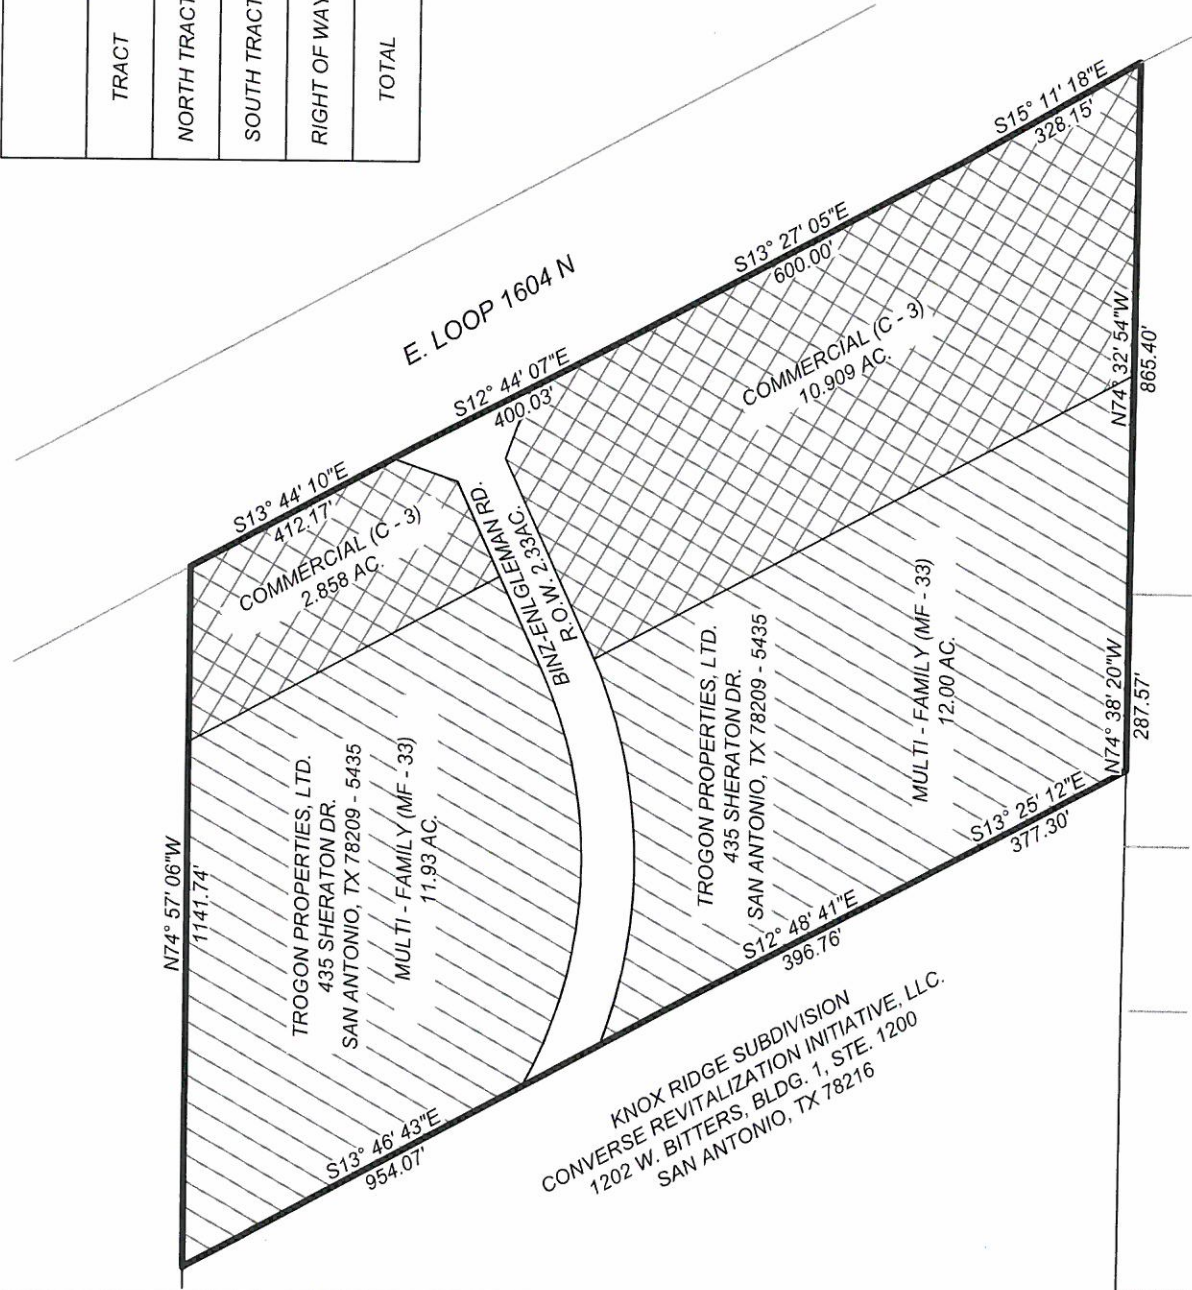 TRACT
NORTH TRACT
SOUTH TRACT
RIGHT OF WAY
TOTAL
E. LOOP 1604 N
S15° 11' 18"E
328.15'
S13° 27' 05"E
600.00'
S12° 44' 07"E
400.03'
S13° 44' 10"E
412.17'
COMMERCIAL (C - 3)
2.858 AC.
COMMERCIAL (C - 3)
10.909 AC.
N74° 32' 54"W
865.40'
BINZ-ENLGLEMAN RD.
R.O.W. 2.33AC.
N74° 57' 06"W
1141.74'
TROGON PROPERTIES, LTD.
435 SHERATON DR.
SAN ANTONIO, TX 78209 - 5435
MULTI - FAMILY (MF - 33)
11.93 AC.
TROGON PROPERTIES, LTD.
435 SHERATON DR.
SAN ANTONIO, TX 78209 - 5435
MULTI - FAMILY (MF - 33)
12.00 AC.
N74° 38' 20"W
287.57'
S13° 25' 12"E
377.30'
S12° 48' 41"E
396.76'
S13° 46' 43"E
954.07'
KNOX RIDGE SUBDIVISION
CONVERSE REVITALIZATION INITIATIVE, LLC.
1202 W. BITTERS, BLDG. 1, STE. 1200
SAN ANTONIO, TX 78216